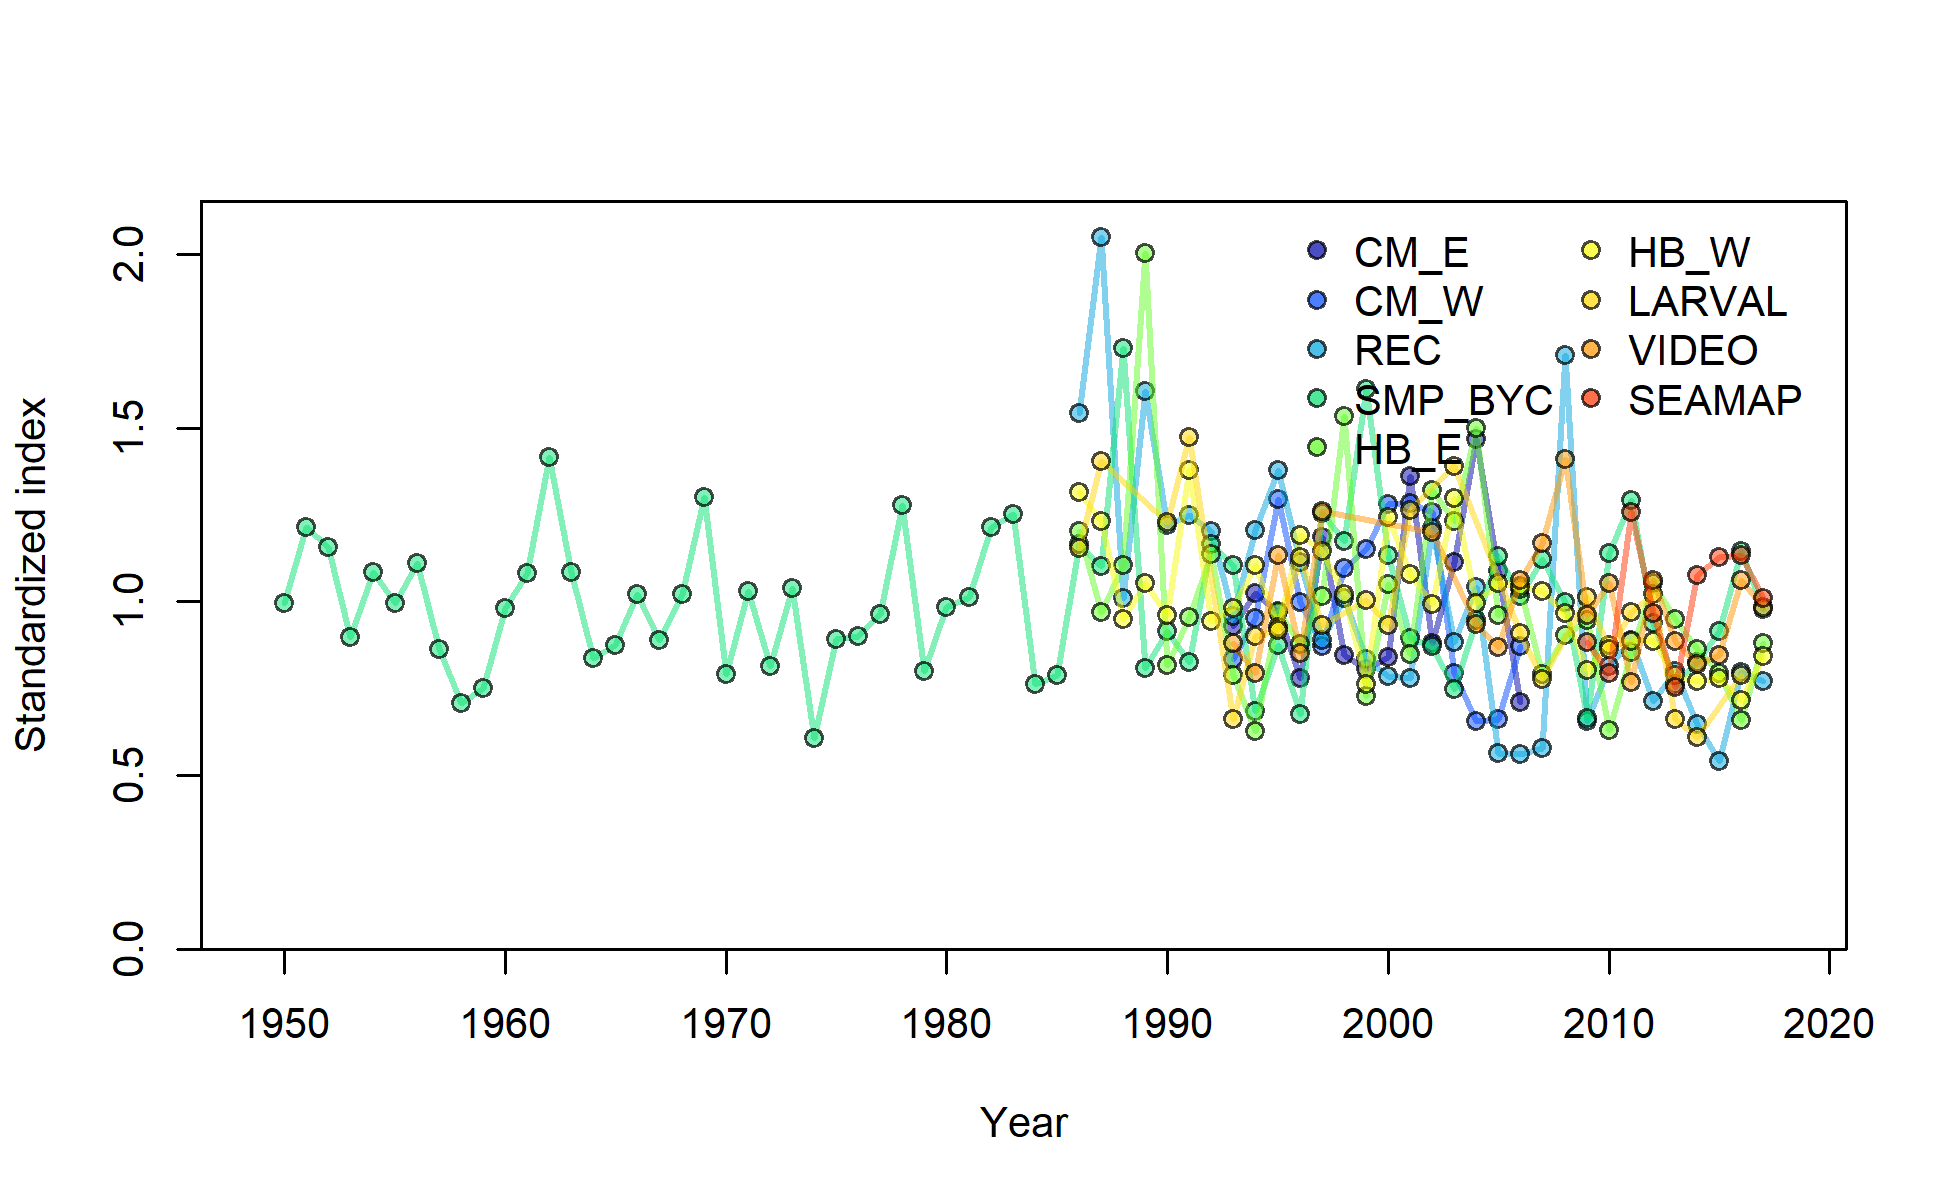 2.0
1.5
1.0
0.5
0.0
Standardized index
CM_E
CM_W
REC
SMP_BYC
HB_E
HB_W
LARVAL
VIDEO
SEAMAP
1950 1960 1970 1980 1990 2000 2010 2020
Year